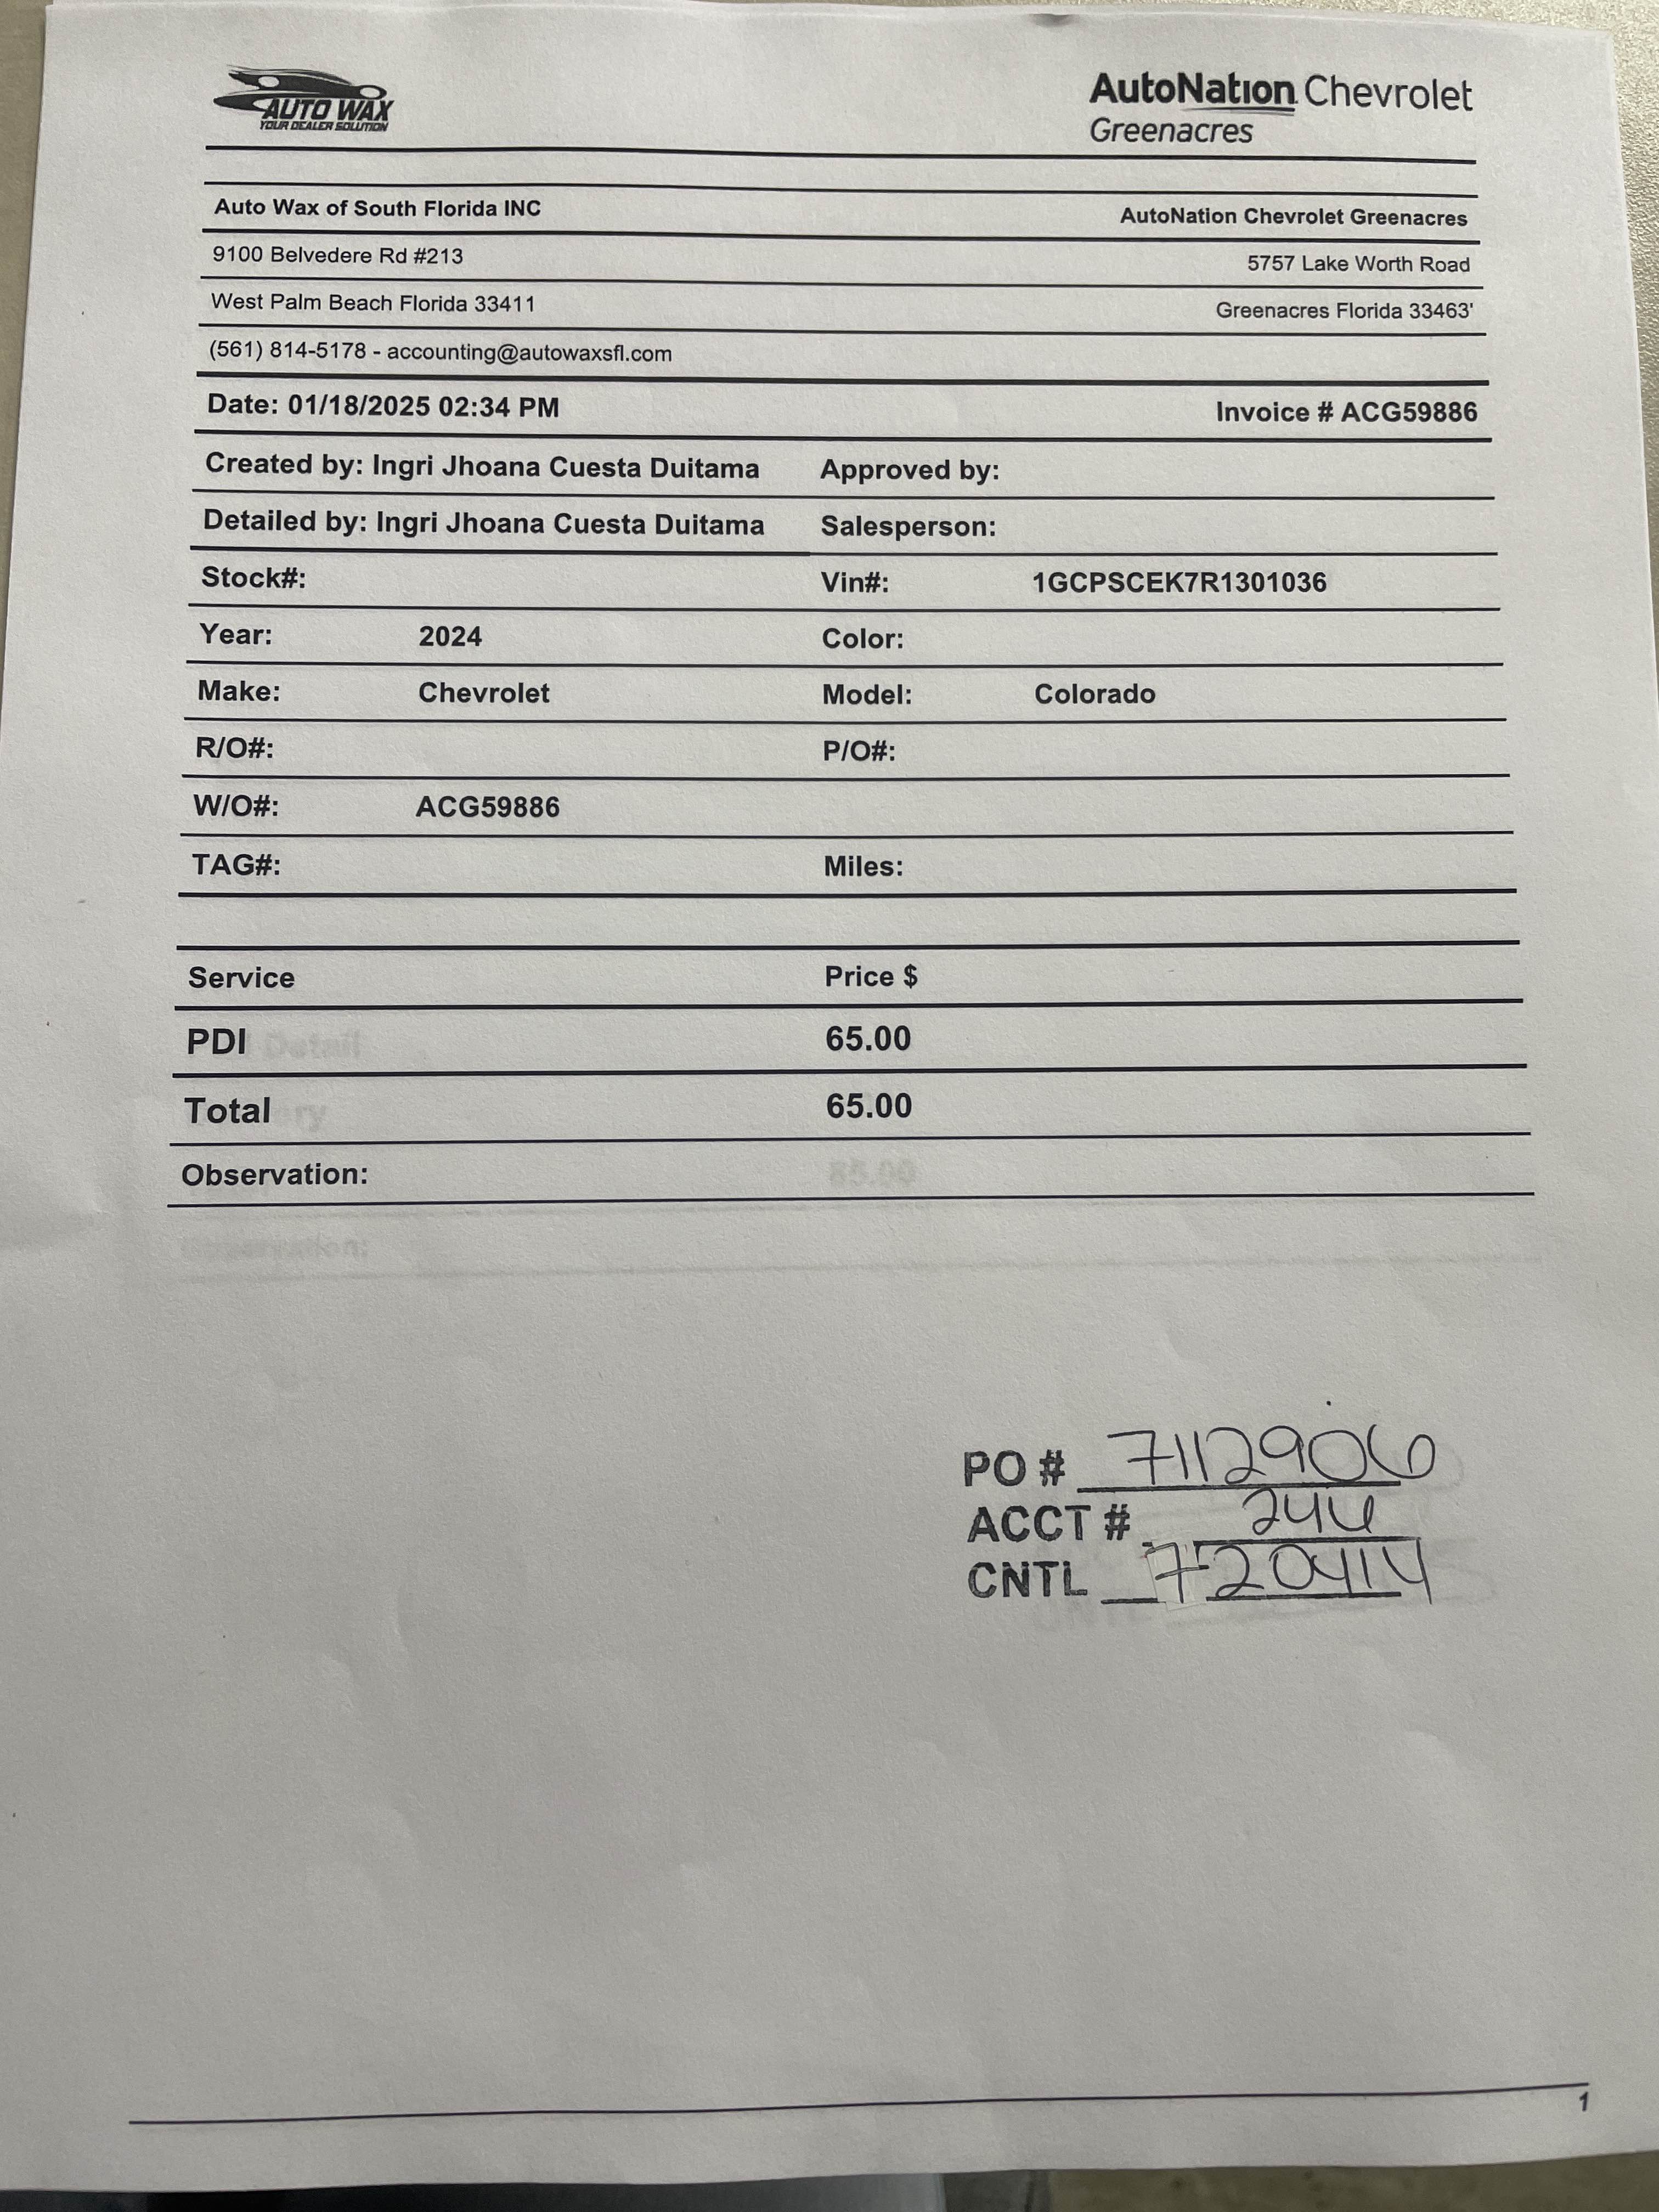 AUTO WAX
YOUR DEALER SOLUTION
AutoNation Chevrolet
Greenacres
Auto Wax of South Florida INC AutoNation Chevrolet Greenacres
9100 Belvedere Rd #213 5757 Lake Worth Road
West Palm Beach Florida 33411 Greenacres Florida 33463'
(561) 814-5178 - accounting@autowaxsfl.com
Date: 01/18/2025 02:34 PM Invoice # ACG59886
Created by: Ingri Jhoana Cuesta Duitama Approved by:
Detailed by: Ingri Jhoana Cuesta Duitama Salesperson:
Stock#: Vin#: 1GCPSCEK7R1301036
Year: 2024 Color:
Make: Chevrolet Model: Colorado
R/O#: P/O#:
W/O#: ACG59886
TAG#: Miles:
Service Price $
PDI 65.00
Total 65.00
Observation:
PO # 7112906
ACCT #
CNTL 720414
1